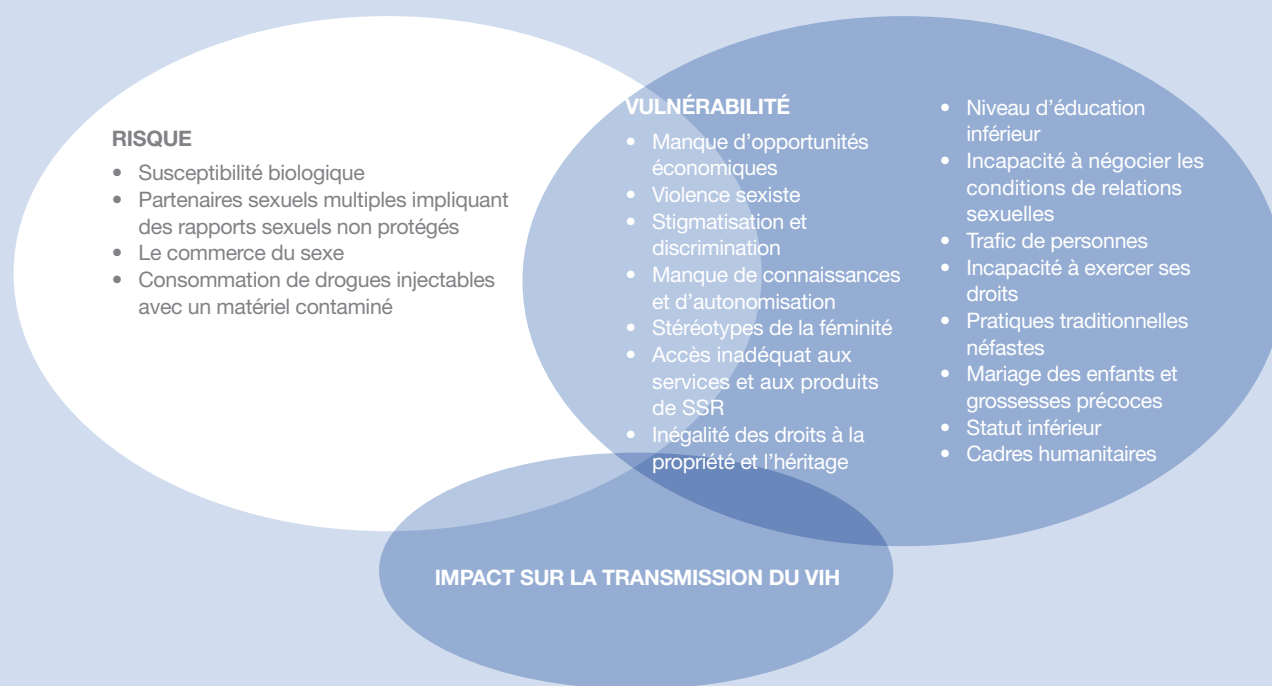 RISQUE
• Susceptibilité biologique
• Partenaires sexuels multiples impliquant
des rapports sexuels non protégés
• Le commerce du sexe
• Consommation de drogues injectables
avec un matériel contaminé
VULNÉRABILITÉ
• Manque d'opportunités
économiques
• Violence sexiste
• Stigmatisation et
discrimination
• Manque de connaissances
et d'autonomisation
• Stéréotypes de la féminité
• Accès inadéquat aux
services et aux produits
de SSR
• Inégalité des droits à la
propriété et l'héritage
• Niveau d'éducation
inférieur
• Incapacité à négocier les
conditions de relations
sexuelles
• Trafic de personnes
• Incapacité à exercer ses
droits
• Pratiques traditionnelles
néfastes
• Mariage des enfants et
grossesses précoces
• Statut inférieur
• Cadres humanitaires
IMPACT SUR LA TRANSMISSION DU VIH